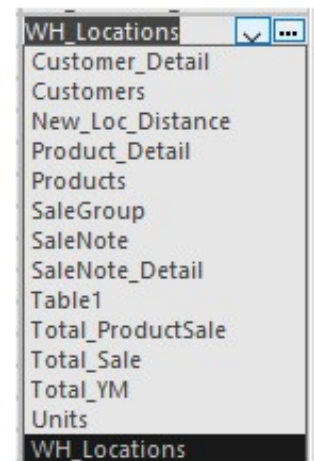 WH_Locations
Customer_Detail
Customers
New_Loc_Distance
Product_Detail
Products
SaleGroup
SaleNote
SaleNote_Detail
Table1
Total_ProductSale
Total_Sale
Total_YM
Units
WH_Locations